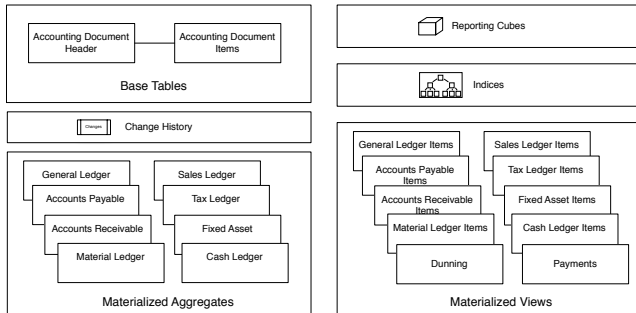 Accounting Document
Header
Accounting Document
Items
Base Tables
Changes
Change History
General Ledger
Accounts Payable
Accounts Receivable
Material Ledger
Sales Ledger
Tax Ledger
Fixed Asset
Cash Ledger
Materialized Aggregates
Reporting Cubes
Indices
General Ledger Items
Accounts Payable
Items
Accounts Receivable
Items
Material Ledger Items
Dunning
Sales Ledger Items
Tax Ledger Items
Fixed Asset Items
Cash Ledger Items
Payments
Materialized Views